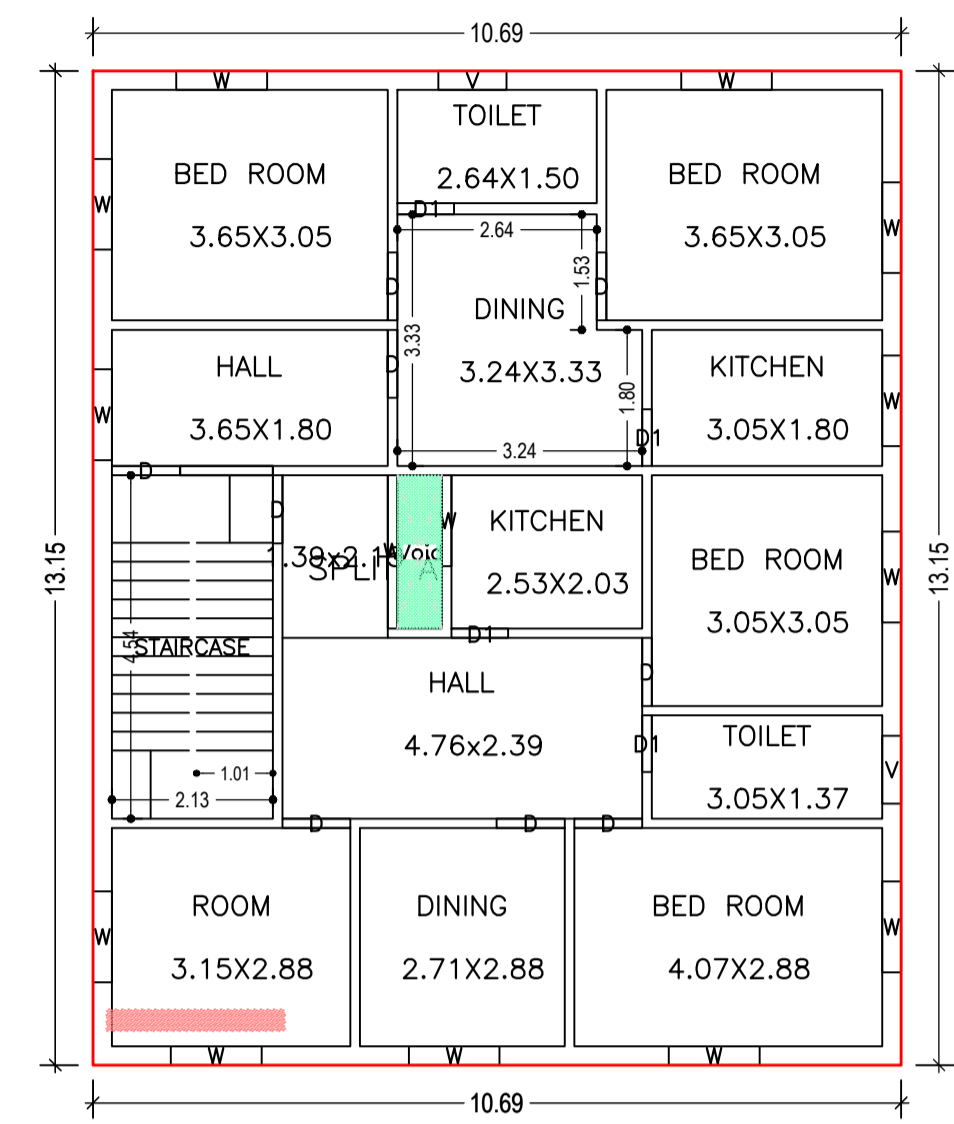 10.69
W
V
W
TOILET
2.64X1.50
BED ROOM
3.65X3.05
BED ROOM
3.65X3.05
W
W
D1
2.64
1.53
D
D
DINING
3.24X3.33
3.33
HALL
3.65X1.80
D
KITCHEN
3.05X1.80
1.80
W
W
D1
3.24
D
D
W
W
Void
KITCHEN
2.53X2.03
BED ROOM
3.05X3.05
W
13.15
13.15
4.54
STAIRCASE
D1
HALL
4.76x2.39
D
TOILET
3.05X1.37
D1
V
1.01
2.13
D
D
D
ROOM
3.15X2.88
DINING
2.71X2.88
BED ROOM
4.07X2.88
W
W
W
W
W
10.69